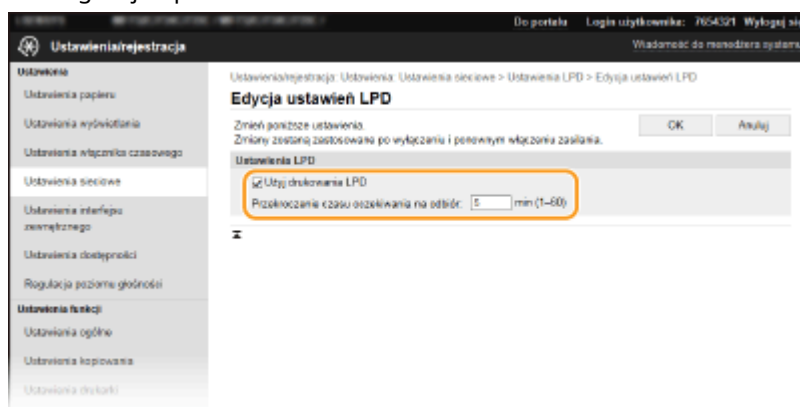 Do portalu Login użytkownika: 7654321 Wyloguj się
Ustawienia/rejestracja
Wiadomość do menedżera systemu
Ustawienia
Ustawienia/rejestracja: Ustawienia: Ustawienia sieciowe > Ustawienia LPD > Edycja ustawień LPD
Ustawienia papieru
Edycja ustawień LPD
Ustawienia wyświetlania
Zmień poniższe ustawienia.
OK Anuluj
Zmiany zostaną zastosowane po wyłączaniu i ponownym włączaniu zasilania.
Ustawienia włącznika czasowego
Ustawienia LPD
Ustawienia sieciowe
Użyj drukowania LPD
Przekroczenie czasu oczekiwania na odbiór: 5 min (1–60)
Ustawienia interfejsu
zewnętrznego
Ustawienia dostępności
Regulacja poziomu głośności
Ustawienia funkcji
Ustawienia ogólne
Ustawienia kopiowania
Ustawienia drukarki